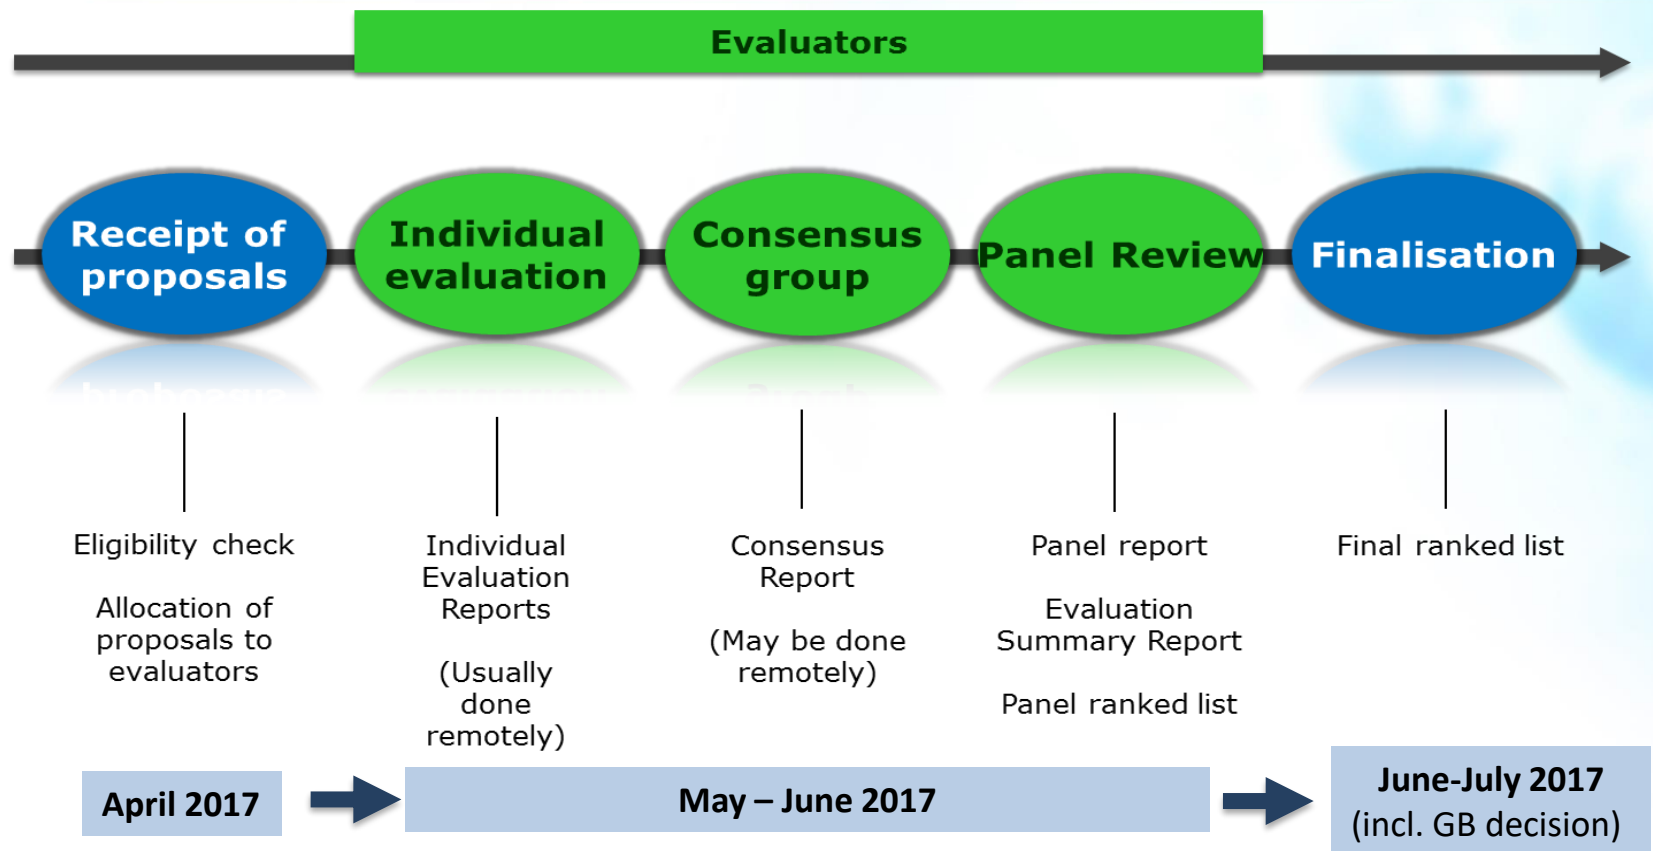 Evaluators
Receipt of
proposals
Individual
evaluation
Consensus
group
Panel Review
Finalisation
Eligibility check
Allocation of
proposals to
evaluators
Individual
Evaluation
Reports
(Usually
done
remotely)
Consensus
Report
(May be done
remotely)
Panel report
Evaluation
Summary Report
Panel ranked list
Final ranked list
April 2017
May – June 2017
June-July 2017
(incl. GB decision)